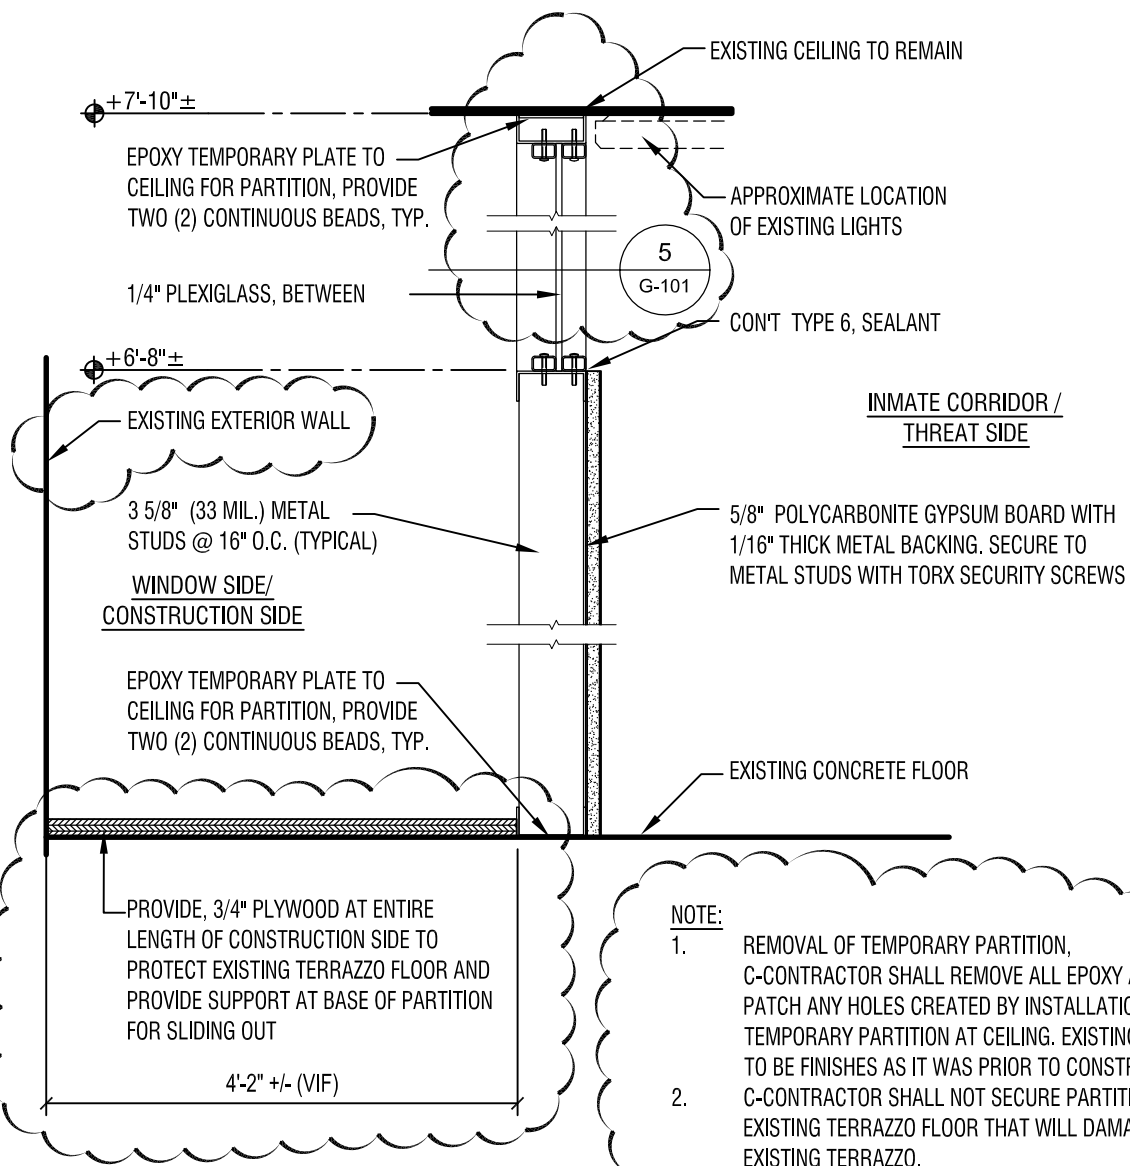 EXISTING CEILING TO REMAIN
+7'-10"±
EPOXY TEMPORARY PLATE TO
CEILING FOR PARTITION, PROVIDE
TWO (2) CONTINUOUS BEADS, TYP.
APPROXIMATE LOCATION
OF EXISTING LIGHTS
5
G-101
1/4" PLEXIGLASS, BETWEEN
CON'T TYPE 6, SEALANT
+6'-8"±
EXISTING EXTERIOR WALL
INMATE CORRIDOR /
THREAT SIDE
3 5/8" (33 MIL.) METAL
STUDS @ 16" O.C. (TYPICAL)
5/8" POLYCARBONITE GYPSUM BOARD WITH
1/16" THICK METAL BACKING. SECURE TO
METAL STUDS WITH TORX SECURITY SCREWS
WINDOW SIDE/
CONSTRUCTION SIDE
EPOXY TEMPORARY PLATE TO
CEILING FOR PARTITION, PROVIDE
TWO (2) CONTINUOUS BEADS, TYP.
EXISTING CONCRETE FLOOR
PROVIDE, 3/4" PLYWOOD AT ENTIRE
LENGTH OF CONSTRUCTION SIDE TO
PROTECT EXISTING TERRAZZO FLOOR AND
PROVIDE SUPPORT AT BASE OF PARTITION
FOR SLIDING OUT
4'-2" +/- (VIF)
NOTE:
1. REMOVAL OF TEMPORARY PARTITION,
C-CONTRACTOR SHALL REMOVE ALL EPOXY
PATCH ANY HOLES CREATED BY
TEMPORARY PARTITION AT CEILING. EXISTING
TO BE FINISHES AS IT WAS PRIOR TO
2. C-CONTRACTOR SHALL NOT SECURE
EXISTING TERRAZZO FLOOR THAT WILL
EXISTING TERRAZZO.